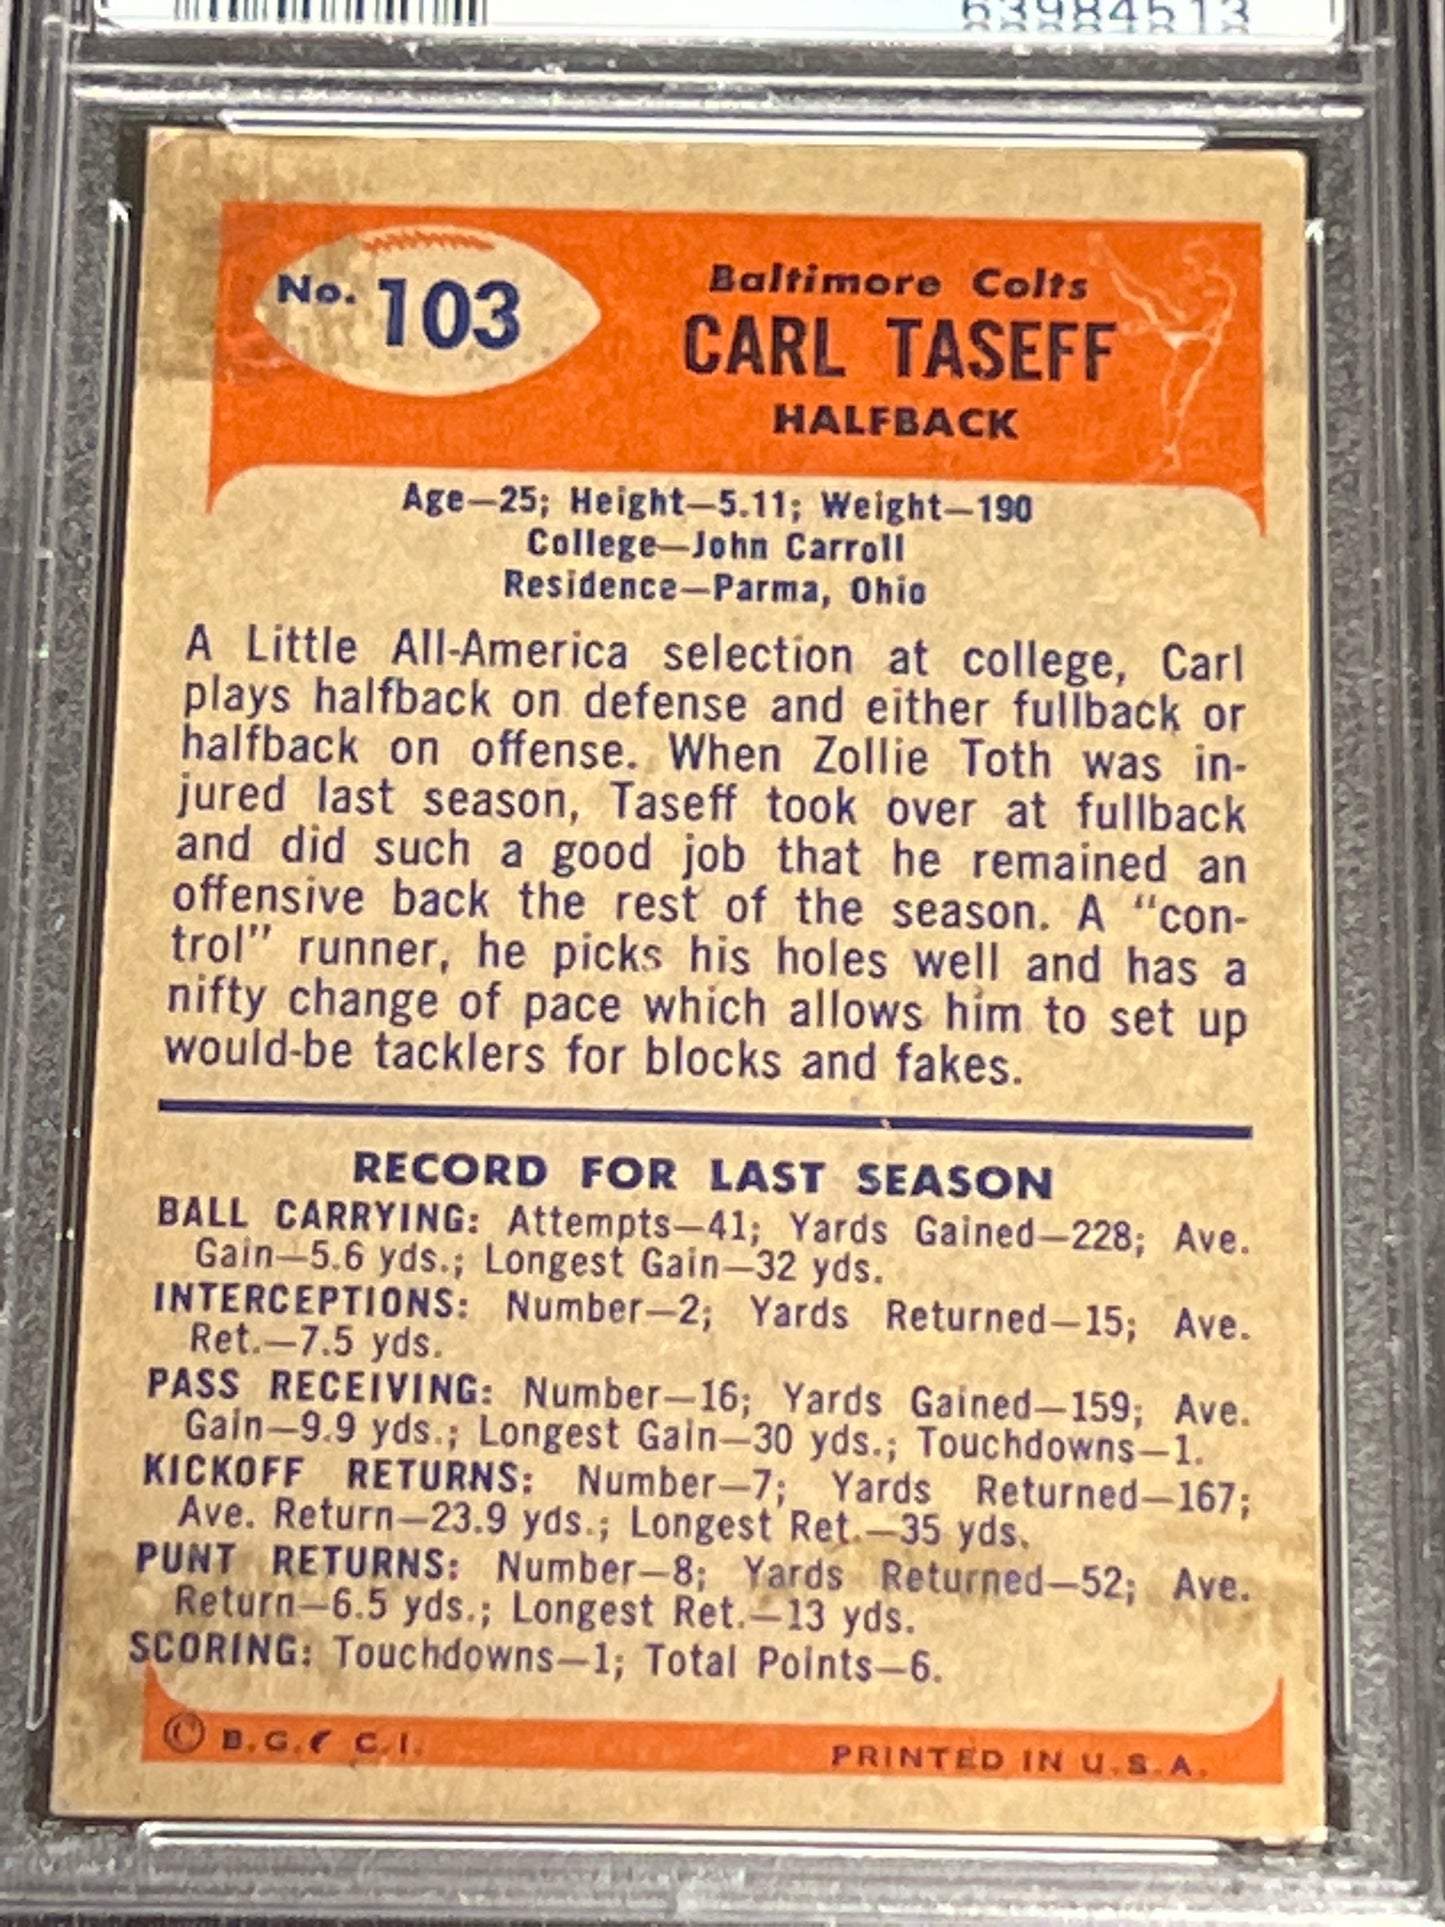 63984513
No. 103
Baltimore Colts
CARL TASEFF
HALFBACK
Age—25; Height—5.11; Weight—190
College—John Carroll
Residence—Parma, Ohio
A Little All-America selection at college, Carl
plays halfback on defense and either fullback or
halfback on offense. When Zollie Toth was in-
jured last season, Taseff took over at fullback
and did such a good job that he remained an
offensive back the rest of the season. A "con-
trol" runner, he picks his holes well and has a
nifty change of pace which allows him to set up
would-be tacklers for blocks and fakes.
RECORD FOR LAST SEASON
BALL CARRYING: Attempts—41; Yards Gained—228; Ave.
Gain—5.6 yds.; Longest Gain—32 yds.
INTERCEPTIONS: Number—2; Yards Returned—15; Ave.
Ret.—7.5 yds.
PASS RECEIVING: Number—16; Yards Gained—159; Ave.
Gain—9.9 yds.; Longest Gain—30 yds.; Touchdowns—1.
KICKOFF RETURNS: Number—7; Yards Returned—167;
Ave. Return—23.9 yds.; Longest Ret.—35 yds.
PUNT RETURNS: Number—8; Yards Returned—52; Ave.
Return—6.5 yds.; Longest Ret.—13 yds.
SCORING: Touchdowns—1; Total Points—6.
© B.G. & C.I.
PRINTED IN U.S.A.